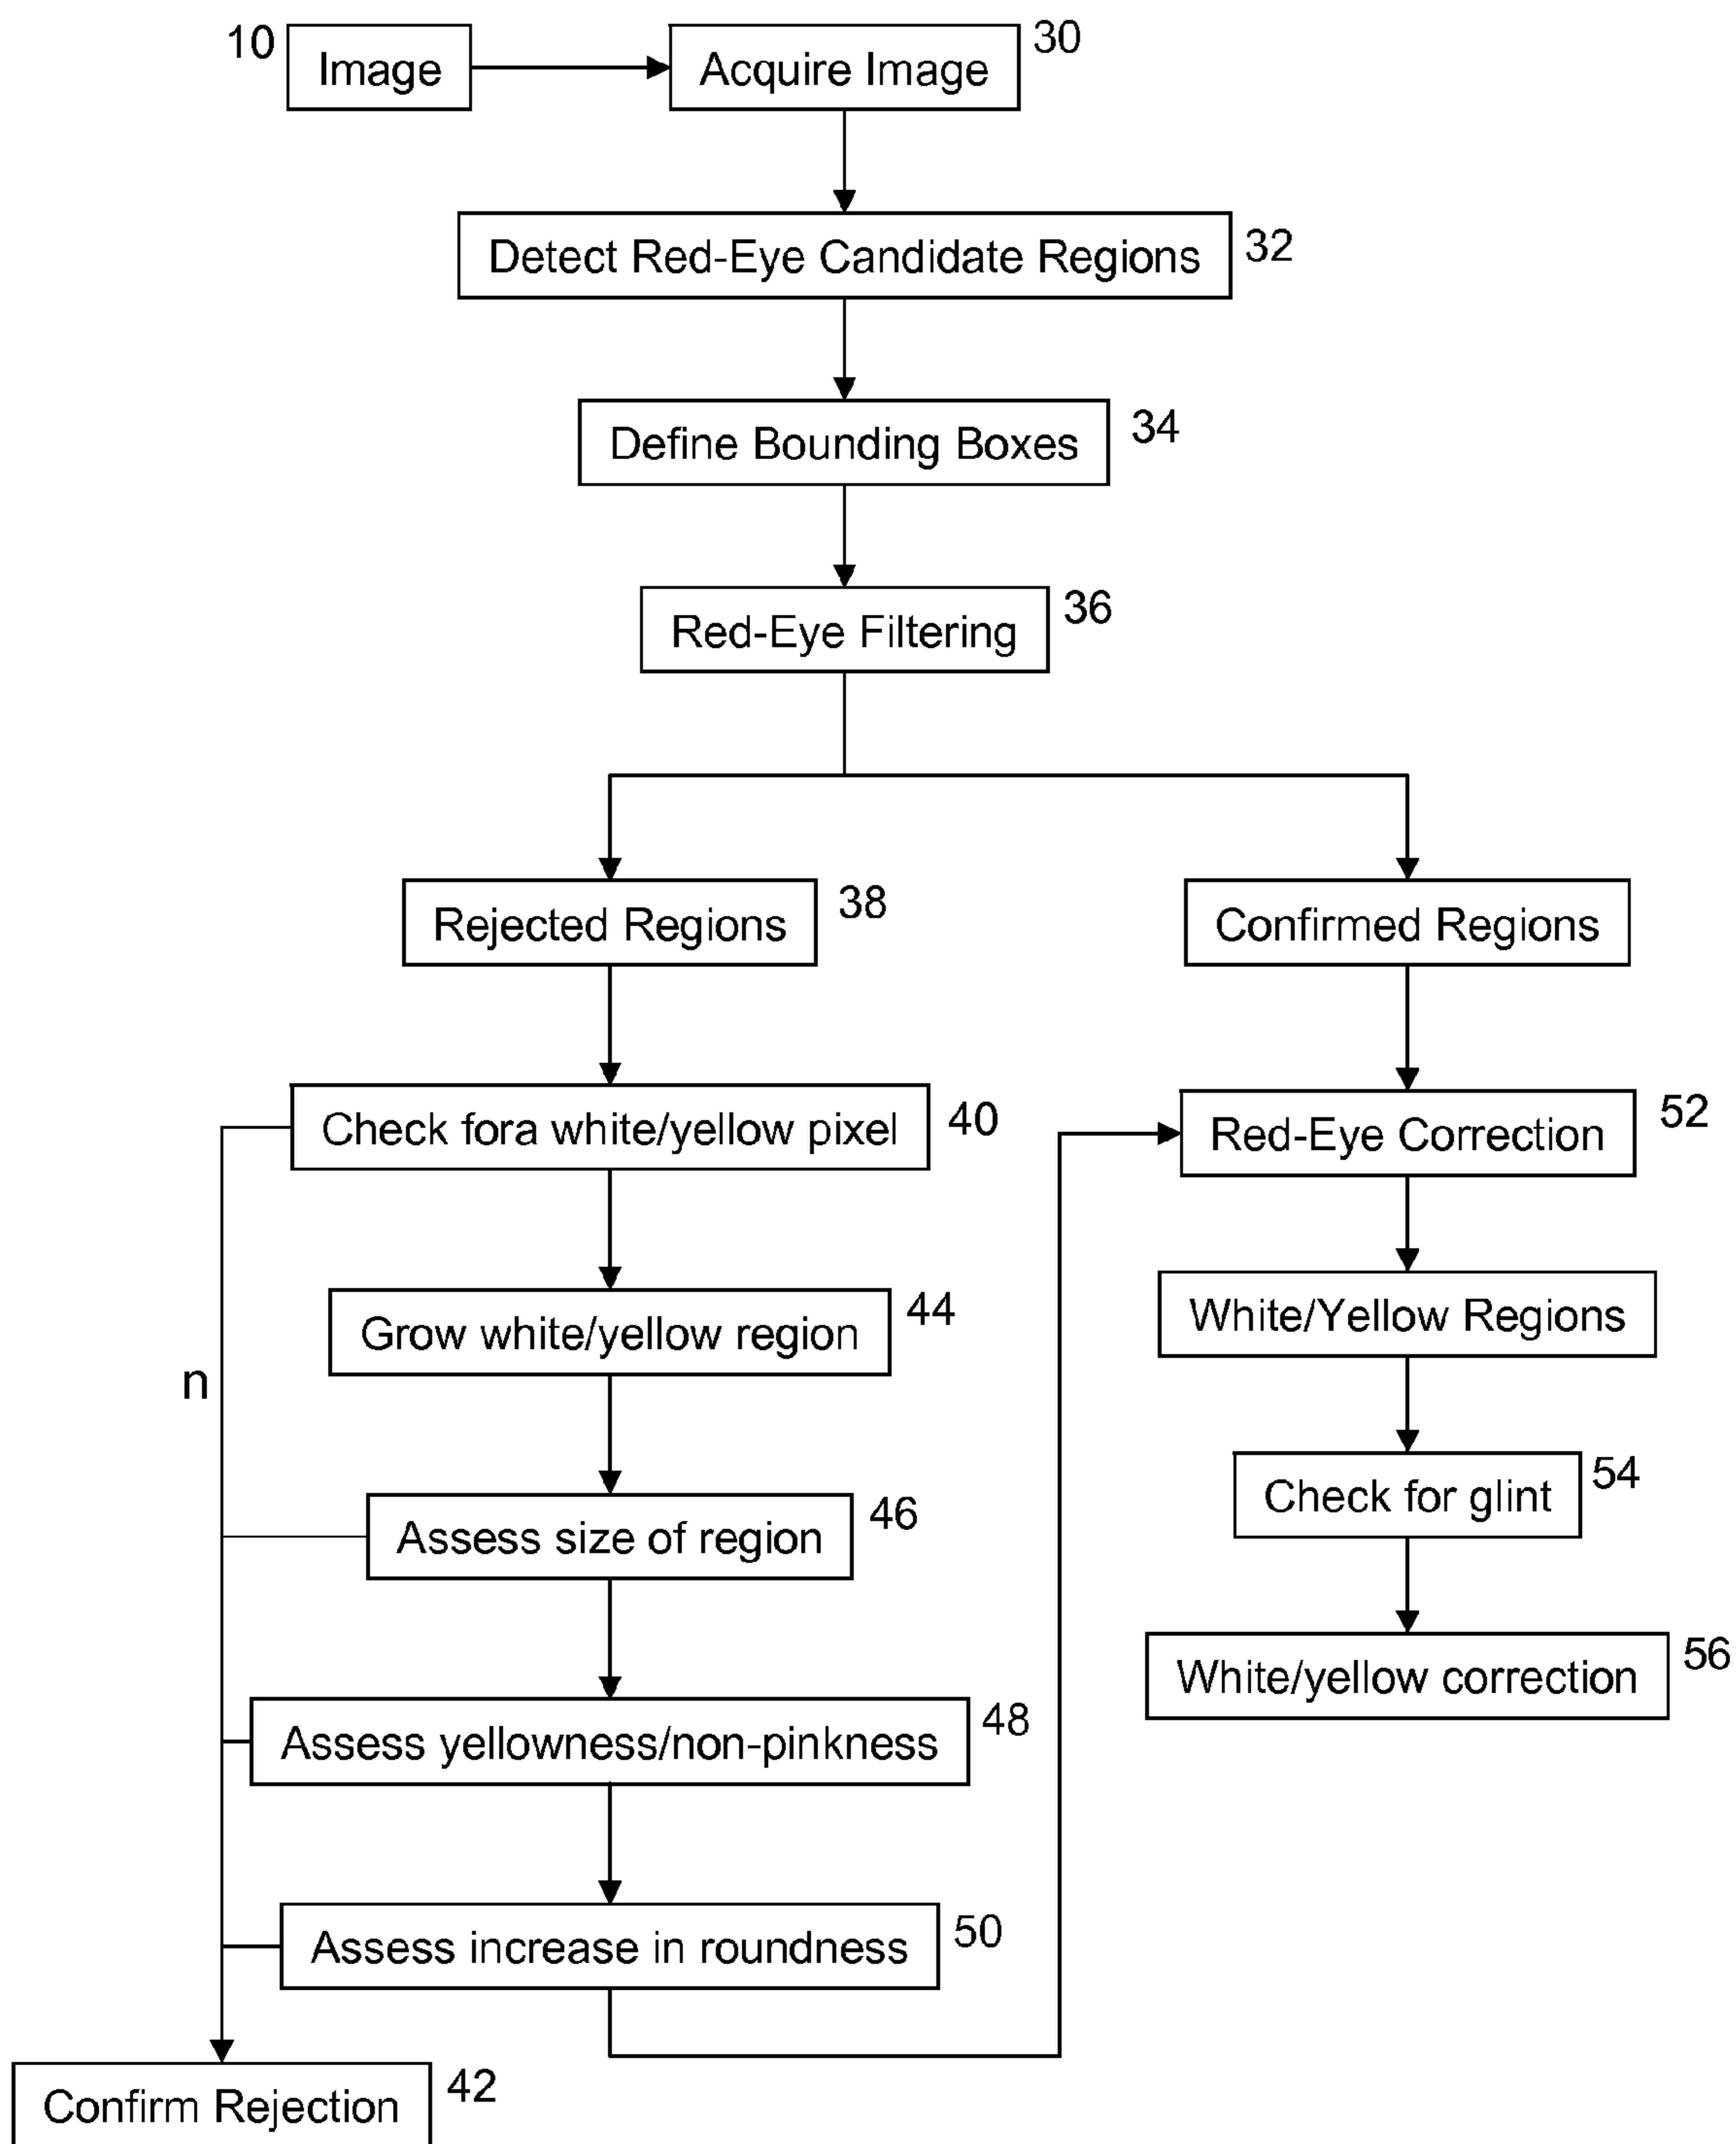 10
Image
Acquire Image
30
Detect Red-Eye Candidate Regions
32
Define Bounding Boxes
34
Red-Eye Filtering
36
Rejected Regions
38
Confirmed Regions
Check fora white/yellow pixel
40
Red-Eye Correction
52
Grow white/yellow region
44
White/Yellow Regions
n
Assess size of region
46
Check for glint
54
Assess yellowness/non-pinkness
48
White/yellow correction
56
Assess increase in roundness
50
Confirm Rejection
42